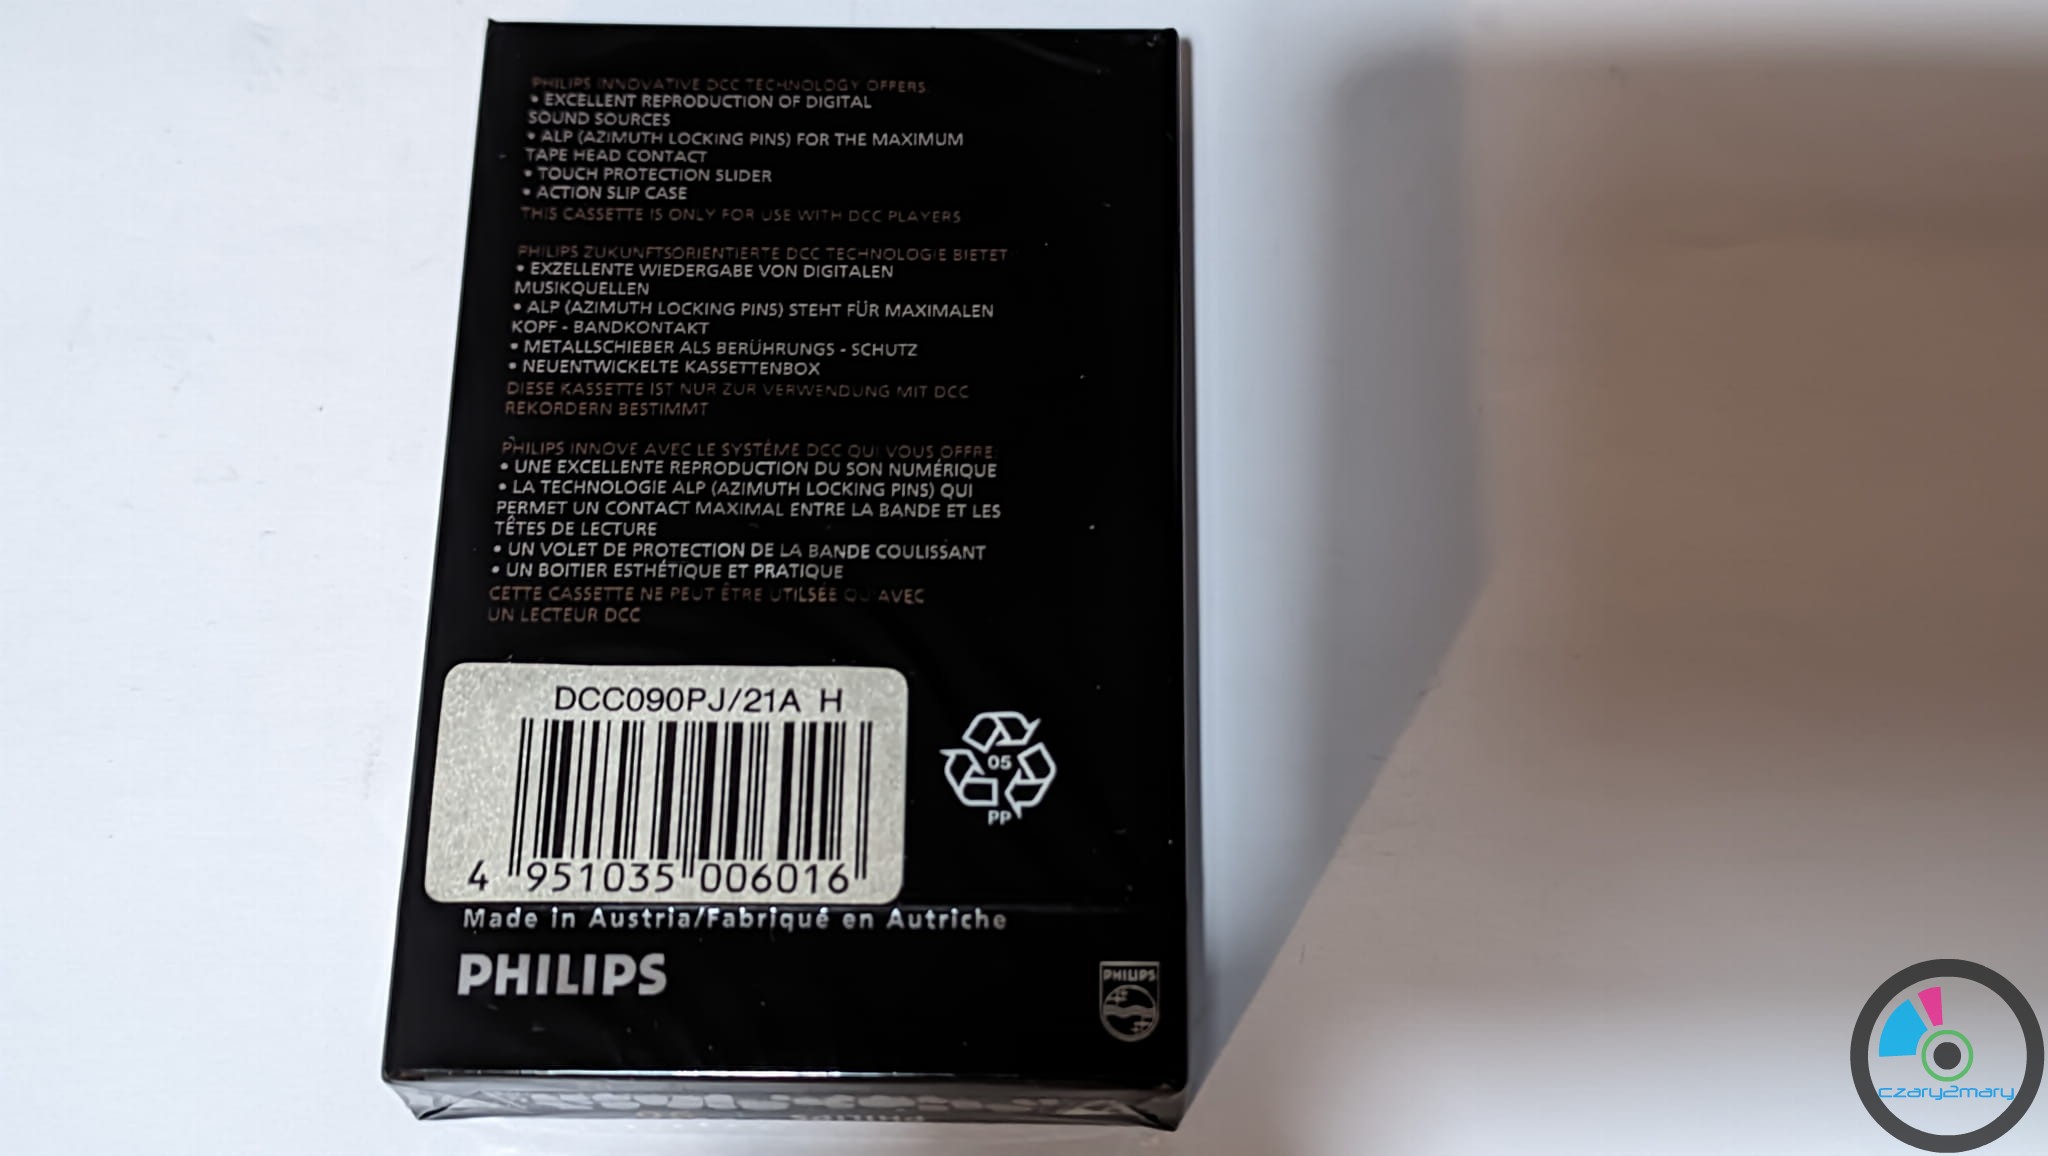 PHILIPS INNOVATIVE DCC TECHNOLOGY OFFERS:
• EXCELLENT REPRODUCTION OF DIGITAL
SOUND SOURCES
• ALP (AZIMUTH LOCKING PINS) FOR THE MAXIMUM
TAPE HEAD CONTACT
• TOUCH PROTECTION SLIDER
• ACTION SLIP CASE
THIS CASSETTE IS ONLY FOR USE WITH DCC PLAYERS
PHILIPS ZUKUNFTSORIENTIERTE DCC TECHNOLOGIE BIETET:
• EXZELLENTE WIEDERGABE VON DIGITALEN
MUSIKQUELLEN
• ALP (AZIMUTH LOCKING PINS) STEHT FÜR MAXIMALEN
KOPF - BANDKONTAKT
• METALLSCHIEBER ALS BERÜHRUNGS - SCHUTZ
• NEUENTWICKELTE KASSETTENBOX
DIESE KASSETTE IST NUR ZUR VERWENDUNG MIT DCC
REKORDERN BESTIMMT
PHILIPS INNOVE AVEC LE SYSTÈME DCC QUI VOUS OFFRE:
• UNE EXCELLENTE REPRODUCTION DU SON NUMÉRIQUE
• LA TECHNOLOGIE ALP (AZIMUTH LOCKING PINS) QUI
PERMET UN CONTACT MAXIMAL ENTRE LA BANDE ET LES
TÊTES DE LECTURE
• UN VOLET DE PROTECTION DE LA BANDE COULISSANT
• UN BOITIER ESTHÉTIQUE ET PRATIQUE
CETTE CASSETTE NE PEUT ÊTRE UTILSÉE QU'AVEC
UN LECTEUR DCC
DCC090PJ/21A H
4 951035 006016
05
PP
Made in Austria/Fabriqué en Autriche
PHILIPS
PHILIPS
PHILIPS
czary2mary